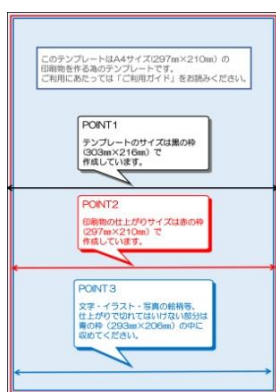 このテンプレートはA4サイズ(297㎜×210㎜)の
印刷物を作る為のテンプレートです。
ご利用にあたっては「ご利用ガイド」をお読みください。
POINT1
テンプレートのサイズは黒の枠
(303㎜×216㎜)で
作成しています。
POINT2
印刷物の仕上がりサイズは赤の枠
(297㎜×210㎜)で
作成しています。
POINT3
文字・イラスト・写真の絵柄等、
仕上がりで切れてはいけない部分は
青の枠(293㎜×206㎜)の中に
収めてください。